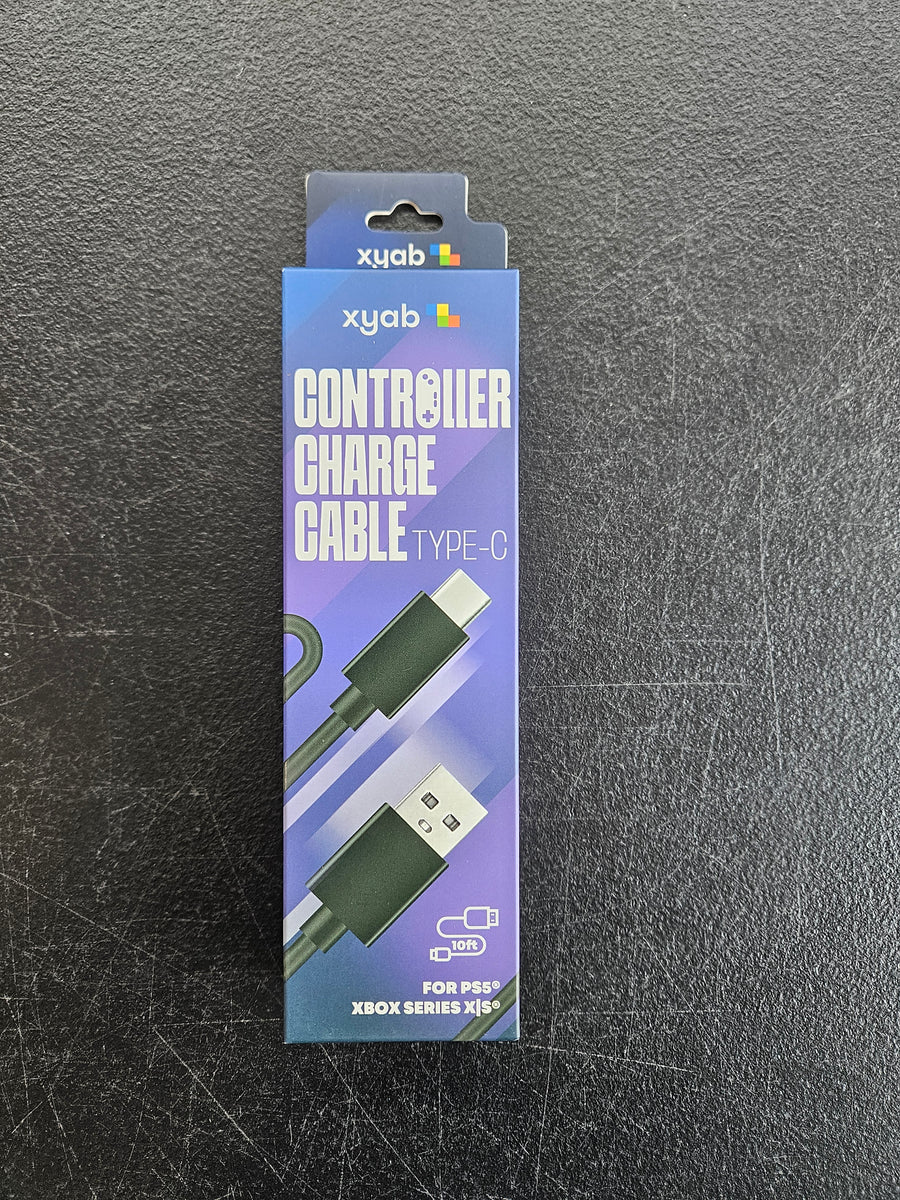 xyab
xyab
CONTROLLER
CHARGE
CABLE TYPE-C
10ft
FOR PS5®
XBOX SERIES X|S®